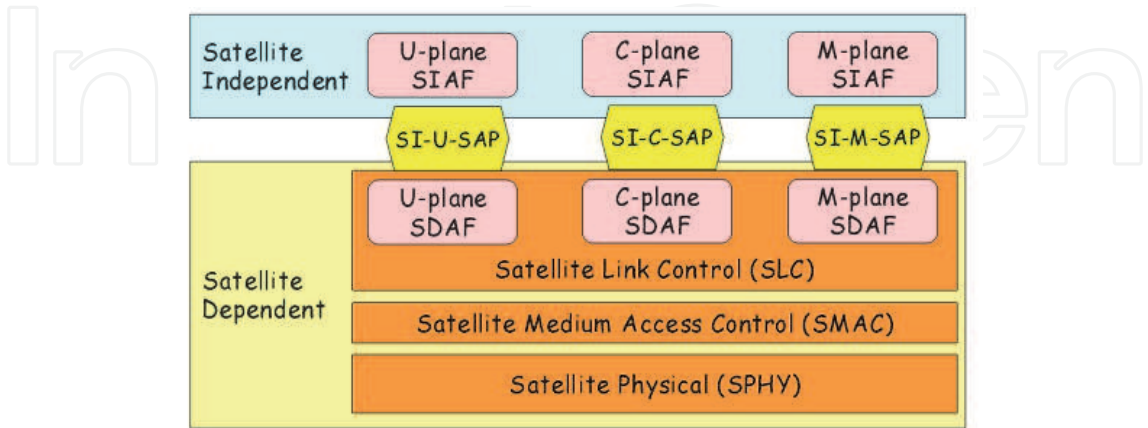 Satellite
Independent
U-plane
SIAF
C-plane
SIAF
M-plane
SIAF
SI-U-SAP
SI-C-SAP
SI-M-SAP
Satellite
Dependent
U-plane
SDAF
C-plane
SDAF
M-plane
SDAF
Satellite Link Control (SLC)
Satellite Medium Access Control (SMAC)
Satellite Physical (SPHY)